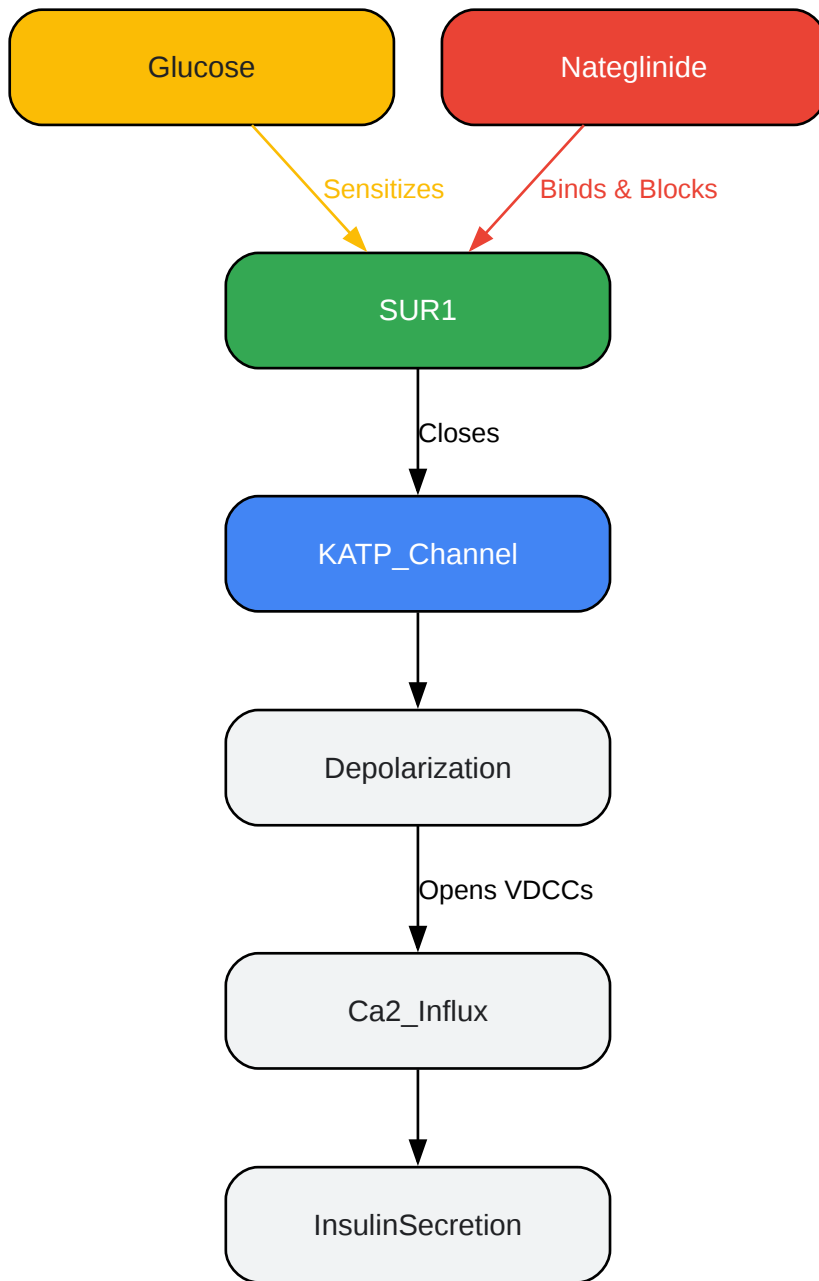 Glucose
Nateglinide
Sensitizes
Binds & Blocks
SUR1
Closes
KATP_Channel
Depolarization
Opens VDCCs
Ca2_Influx
InsulinSecretion